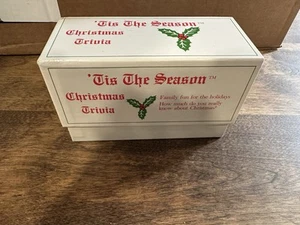 'Tis The Season™
Christmas
Trivia
'Tis The Season™
Christmas
Trivia
Family fun for the holidays
How much do you really
know about Christmas?